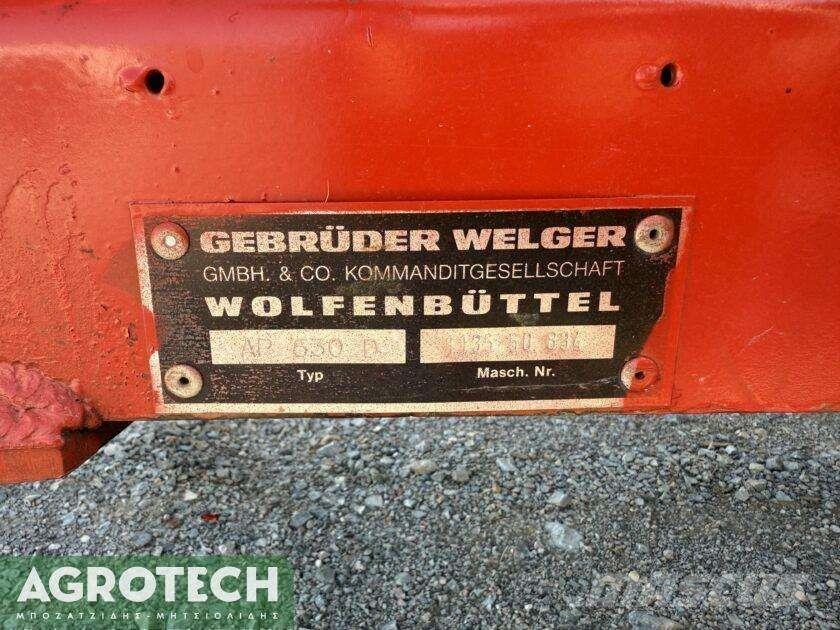 GEBRÜDER WELGER
GMBH. & CO. KOMMANDITGESELLSCHAFT
WOLFENBÜTTEL
AP 630 D
Typ
Masch. Nr.
AGROTECH
ΜΠΟΖΑΤΖΙΔΗΣ-ΜΗΤΣΙΟΛΙΔΗΣ